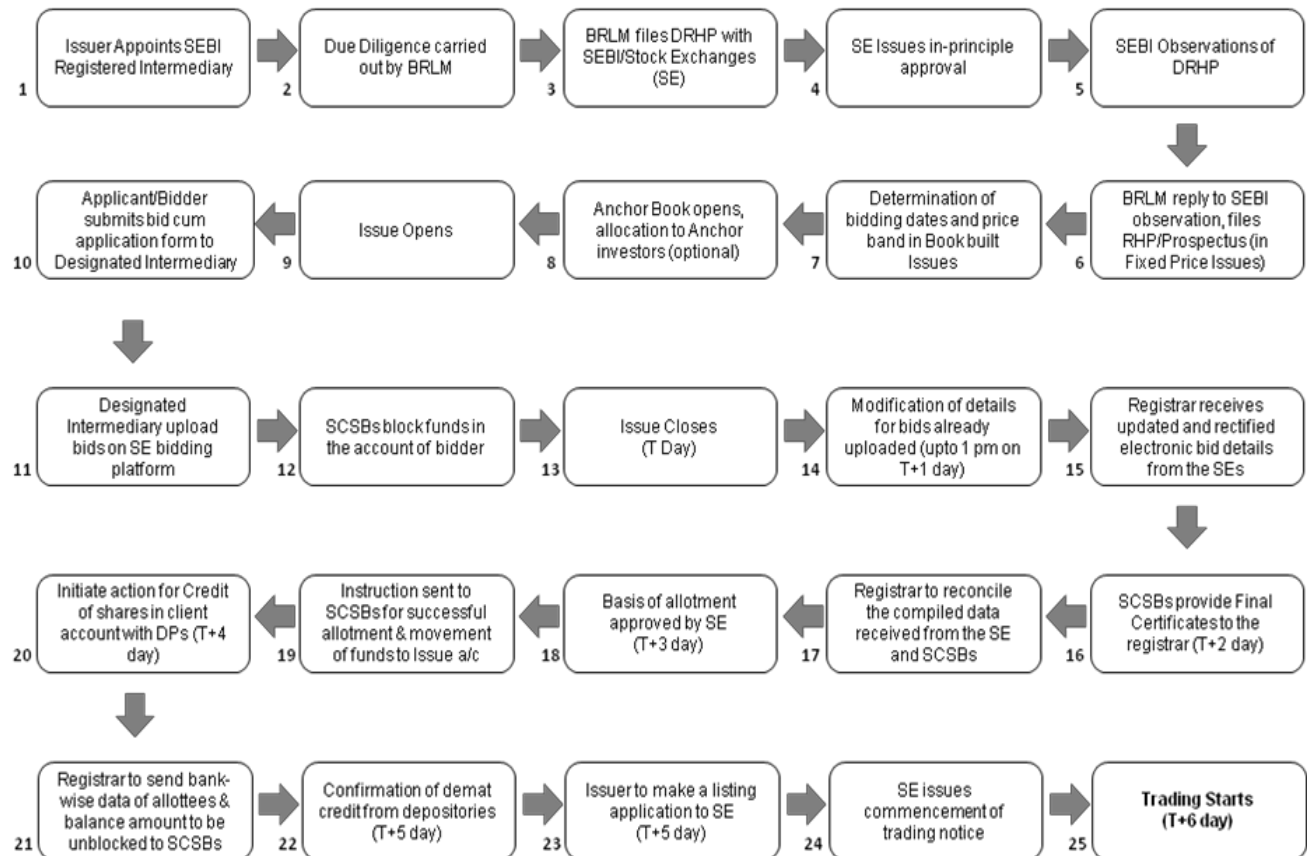 Issuer Appoints SEBI
Registered Intermediary
1
Due Diligence carried
out by BRLM
2
BRLM files DRHP with
SEBI/Stock Exchanges
(SE)
3
SE Issues in-principle
approval
4
SEBI Observations of
DRHP
5
BRLM reply to SEBI
observation, files
RHP/Prospectus (in
Fixed Price Issues)
6
Determination of
bidding dates and price
band in Book built
Issues
7
Anchor Book opens,
allocation to Anchor
investors (optional)
8
Issue Opens
9
Applicant/Bidder
submits bid cum
application form to
Designated Intermediary
10
Designated
Intermediary upload
bids on SE bidding
platform
11
SCSBs block funds in
the account of bidder
12
Issue Closes
(T Day)
13
Modification of details
for bids already
uploaded (upto 1 pm on
T+1 day)
14
Registrar receives
updated and rectified
electronic bid details
from the SEs
15
SCSBs provide Final
Certificates to the
registrar (T+2 day)
16
Registrar to reconcile
the compiled data
received from the SE
and SCSBs
17
Basis of allotment
approved by SE
(T+3 day)
18
Instruction sent to
SCSBs for successful
allotment & movement
of funds to Issue a/c
19
Initiate action for Credit
of shares in client
account with DPs (T+4
day)
20
Registrar to send bank-
wise data of allottees &
balance amount to be
unblocked to SCSBs
21
Confirmation of demat
credit from depositories
(T+5 day)
22
Issuer to make a listing
application to SE
(T+5 day)
23
SE issues
commencement of
trading notice
24
Trading Starts
(T+6 day)
25